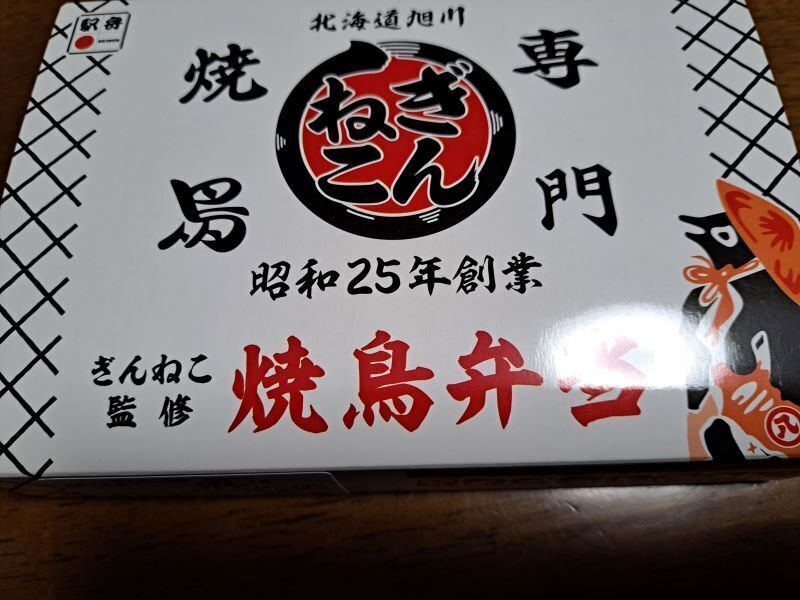 駅弁
北海道旭川
ぎん
ねこ
専門
焼鳥
昭和25年創業
ぎんねこ
監修
焼鳥弁当
八